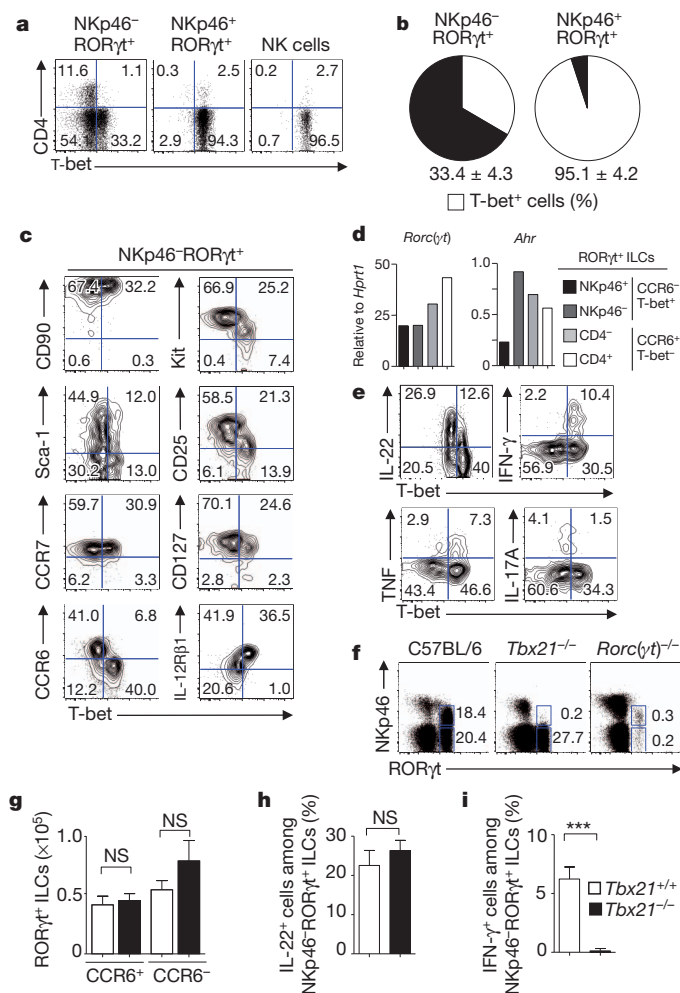 a
NKp46⁻ RORγt⁺
NKp46⁺ RORγt⁺
NK cells
11.6 1.1
54.1 33.2
0.3 2.5
2.9 94.3
0.2 2.7
0.7 96.5
CD4
T-bet
b
NKp46⁻ RORγt⁺
NKp46⁺ RORγt⁺
33.4 ± 4.3
95.1 ± 4.2
T-bet⁺ cells (%)
c
NKp46⁻RORγt⁺
CD90
67.4 32.2
0.6 0.3
Kit
66.9 25.2
0.4 7.4
Sca-1
44.9 12.0
30.2 13.0
CD25
58.5 21.3
6.1 13.9
CCR7
59.7 30.9
6.2 3.3
CD127
70.1 24.6
2.8 2.3
CCR6
41.0 6.8
12.2 40.0
IL-12Rβ1
41.9 36.5
20.6 1.0
T-bet
d
Rorc(γt)
Ahr
Relative to Hprt1
50
25
0
1.0
0.5
0
RORγt⁺ ILCs
NKp46⁺
NKp46⁻
CCR6⁻
T-bet⁺
CD4⁻
CD4⁺
CCR6⁺
T-bet⁻
e
IL-22
26.9 12.6
20.5 40
T-bet
IFN-γ
2.2 10.4
56.9 30.5
TNF
2.9 7.3
43.4 46.6
T-bet
IL-17A
4.1 1.5
60.6 34.3
f
C57BL/6
Tbx21⁻/⁻
Rorc(γt)⁻/⁻
NKp46
18.4
20.4
0.2
27.7
0.3
0.2
RORγt
g
RORγt⁺ ILCs (×10⁵)
1.0
0.5
0
NS
NS
CCR6⁺
CCR6⁻
h
IL-22⁺ cells among
NKp46⁻RORγt⁺ ILCs (%)
30
20
10
0
NS
i
IFN-γ⁺ cells among
NKp46⁻RORγt⁺ ILCs (%)
10
5
0
***
Tbx21⁺/⁺
Tbx21⁻/⁻